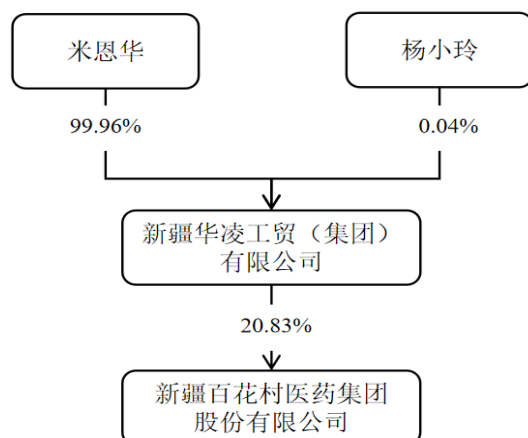 米恩华
杨小玲
99.96%
0.04%
新疆华凌工贸（集团）
有限公司
20.83%
新疆百花村医药集团
股份有限公司